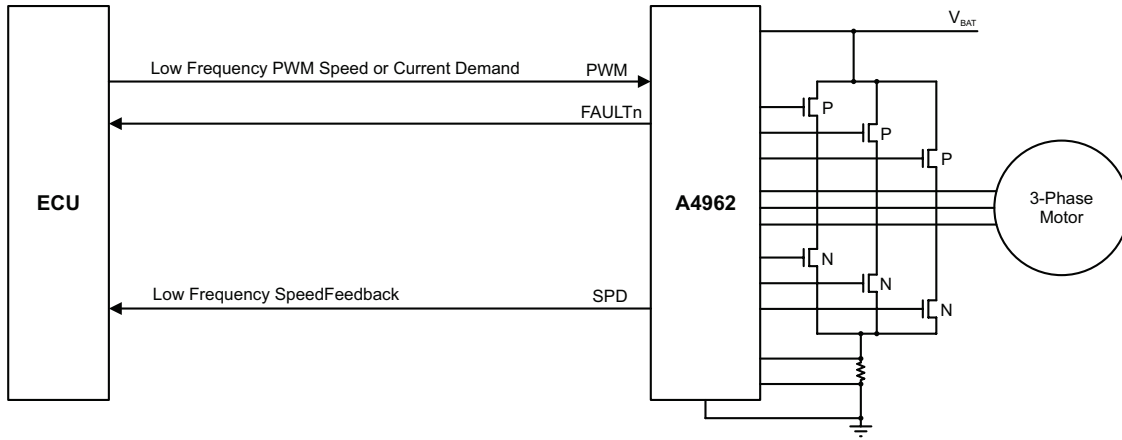 V_BAT
Low Frequency PWM Speed or Current Demand
PWM
FAULTn
P
P
P
ECU
A4962
3-Phase
Motor
N
N
N
Low Frequency SpeedFeedback
SPD